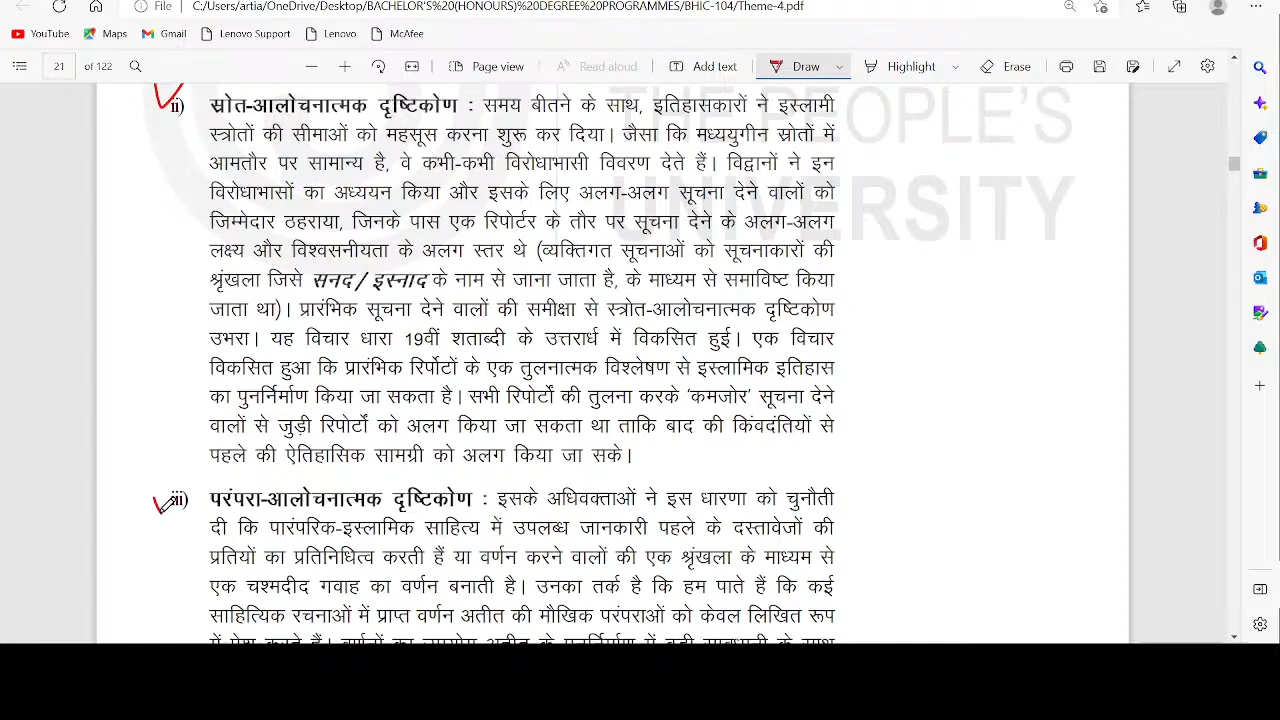 File C:/Users/artia/OneDrive/Desktop/BACHELOR'S%20(HONOURS)%20DEGREE%20PROGRAMMES/BHIC-104/Theme-4.pdf
YouTube Maps Gmail Lenovo Support Lenovo McAfee
21 of 122 Page view Read aloud Add text Draw Highlight Erase
THE PEOPLE'S
UNIVERSITY
ii) स्रोत-आलोचनात्मक दृष्टिकोण : समय बीतने के साथ, इतिहासकारों ने इस्लामी
स्त्रोतों की सीमाओं को महसूस करना शुरू कर दिया। जैसा कि मध्ययुगीन स्रोतों में
आमतौर पर सामान्य है, वे कभी-कभी विरोधाभासी विवरण देते हैं। विद्वानों ने इन
विरोधाभासों का अध्ययन किया और इसके लिए अलग-अलग सूचना देने वालों को
जिम्मेदार ठहराया, जिनके पास एक रिपोर्टर के तौर पर सूचना देने के अलग-अलग
लक्ष्य और विश्वसनीयता के अलग स्तर थे (व्यक्तिगत सूचनाओं को सूचनाकारों की
श्रृंखला जिसे सनद/इस्नाद के नाम से जाना जाता है, के माध्यम से समाविष्ट किया
जाता था)। प्रारंभिक सूचना देने वालों की समीक्षा से स्त्रोत-आलोचनात्मक दृष्टिकोण
उभरा। यह विचार धारा 19वीं शताब्दी के उत्तरार्ध में विकसित हुई। एक विचार
विकसित हुआ कि प्रारंभिक रिर्पोटों के एक तुलनात्मक विश्लेषण से इस्लामिक इतिहास
का पुनर्निर्माण किया जा सकता है। सभी रिपोर्टों की तुलना करके 'कमजोर' सूचना देने
वालों से जुड़ी रिपोर्टों को अलग किया जा सकता था ताकि बाद की किंवदंतियों से
पहले की ऐतिहासिक सामग्री को अलग किया जा सके।
iii) परंपरा-आलोचनात्मक दृष्टिकोण : इसके अधिवक्ताओं ने इस धारणा को चुनौती
दी कि पारंपरिक-इस्लामिक साहित्य में उपलब्ध जानकारी पहले के दस्तावेजों की
प्रतियों का प्रतिनिधित्व करती हैं या वर्णन करने वालों की एक श्रृंखला के माध्यम से
एक चश्मदीद गवाह का वर्णन बनाती है। उनका तर्क है कि हम पाते हैं कि कई
साहित्यिक रचनाओं में प्राप्त वर्णन अतीत की मौखिक परंपराओं को केवल लिखित रूप